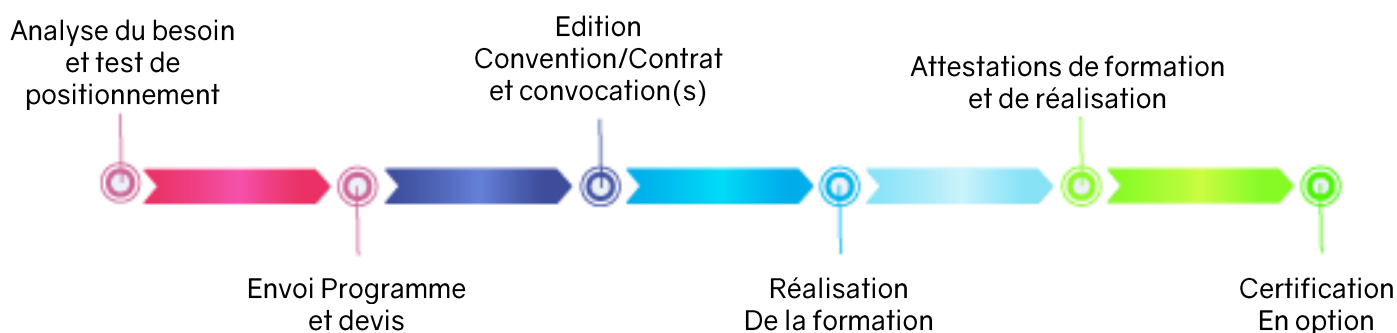 Analyse du besoin
et test de
positionnement
Envoi Programme
et devis
Edition
Convention/Contrat
et convocation(s)
Réalisation
De la formation
Attestations de formation
et de réalisation
Certification
En option